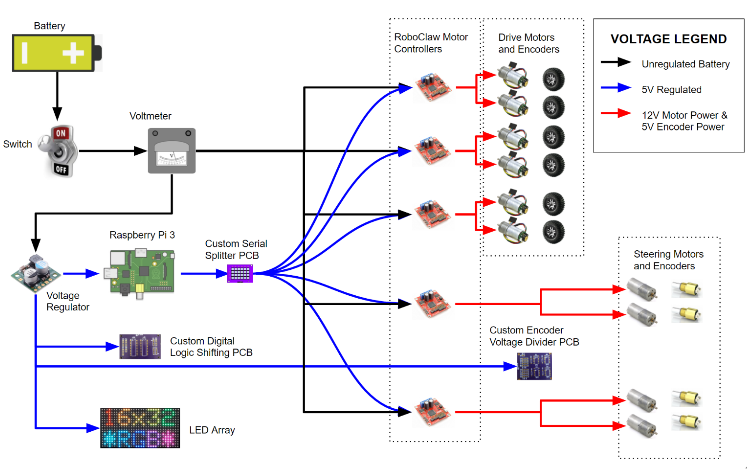 Battery
RoboClaw Motor
Controllers
Drive Motors
and Encoders
VOLTAGE LEGEND
Unregulated Battery
5V Regulated
12V Motor Power &
5V Encoder Power
Switch
ON
OFF
Voltmeter
Raspberry Pi 3
Custom Serial
Splitter PCB
Steering Motors
and Encoders
Voltage
Regulator
Custom Digital
Logic Shifting PCB
Custom Encoder
Voltage Divider PCB
16x32
*RGB*
LED Array